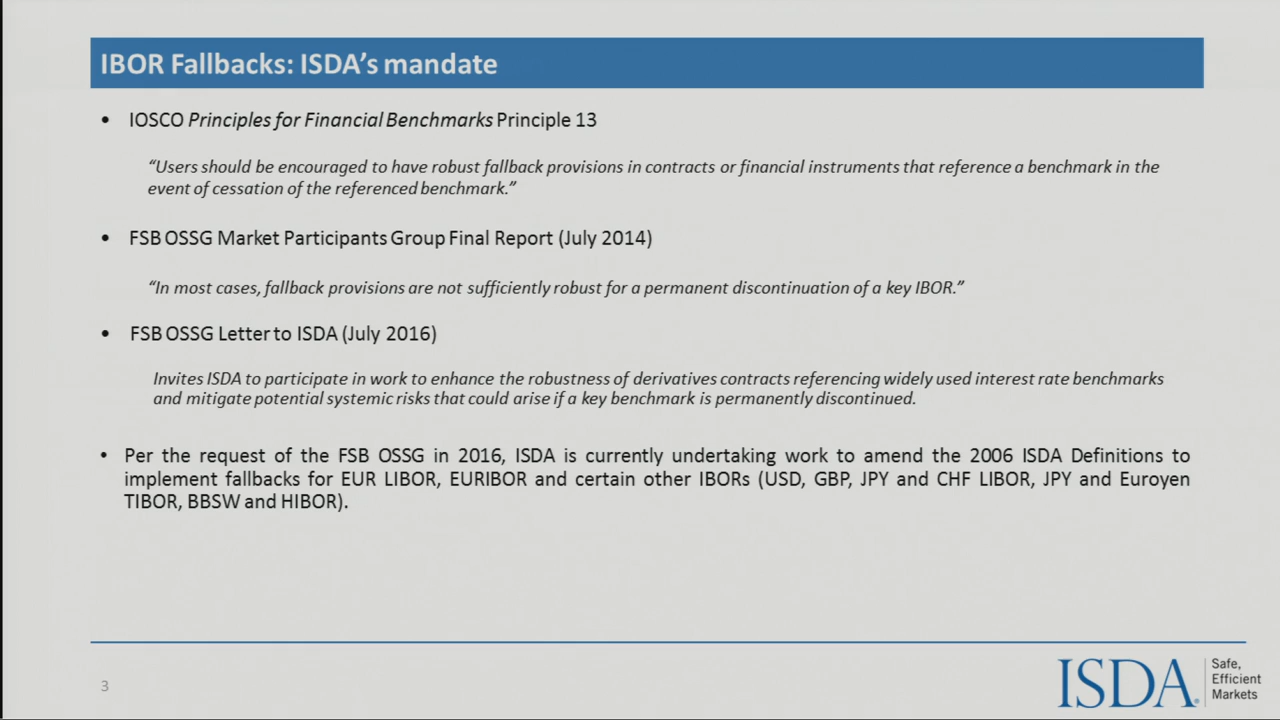 IBOR Fallbacks: ISDA's mandate
• IOSCO Principles for Financial Benchmarks Principle 13
“Users should be encouraged to have robust fallback provisions in contracts or financial instruments that reference a benchmark in the
event of cessation of the referenced benchmark.”
• FSB OSSG Market Participants Group Final Report (July 2014)
“In most cases, fallback provisions are not sufficiently robust for a permanent discontinuation of a key IBOR.”
• FSB OSSG Letter to ISDA (July 2016)
Invites ISDA to participate in work to enhance the robustness of derivatives contracts referencing widely used interest rate benchmarks
and mitigate potential systemic risks that could arise if a key benchmark is permanently discontinued.
• Per the request of the FSB OSSG in 2016, ISDA is currently undertaking work to amend the 2006 ISDA Definitions to
implement fallbacks for EUR LIBOR, EURIBOR and certain other IBORs (USD, GBP, JPY and CHF LIBOR, JPY and Euroyen
TIBOR, BBSW and HIBOR).
3
ISDA®
Safe,
Efficient
Markets